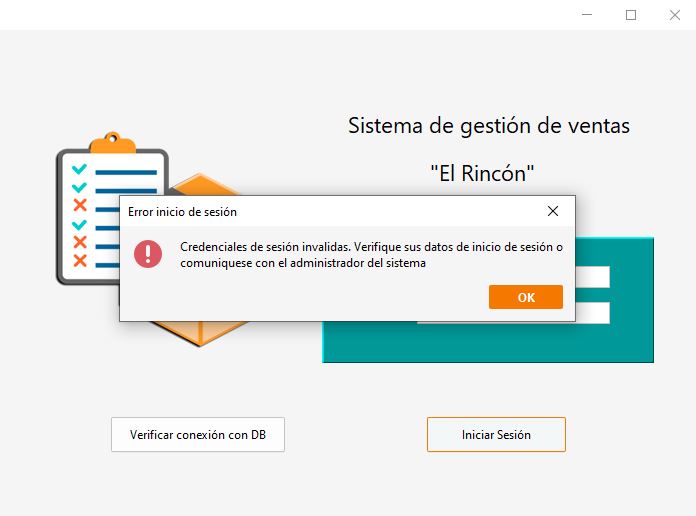 Sistema de gestión de ventas
"El Rincón"
Error inicio de sesión
Credenciales de sesión invalidas. Verifique sus datos de inicio de sesión o
comuniquese con el administrador del sistema
OK
Verificar conexión con DB
Iniciar Sesión